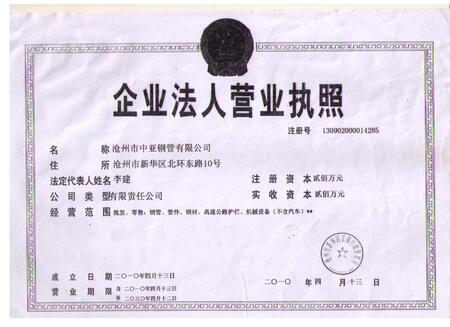 企业法人营业执照
注册号 130902000014285
名 称 沧州市中亚钢管有限公司
住 所 沧州市新华区北环东路10号
法定代表人姓名 李建 注 册 资 本 贰佰万元
公 司 类 型 有限责任公司 实 收 资 本 贰佰万元
经 营 范 围 批发、零售：钢管、管件、钢材、高速公路护栏、机械设备（不含汽车）**
成 立 日 期 二〇一〇年四月十三日
营 业 期 限 自二〇一〇年四月十三日
至二〇三〇年四月十二日
二〇一〇 年 四 月 十三 日